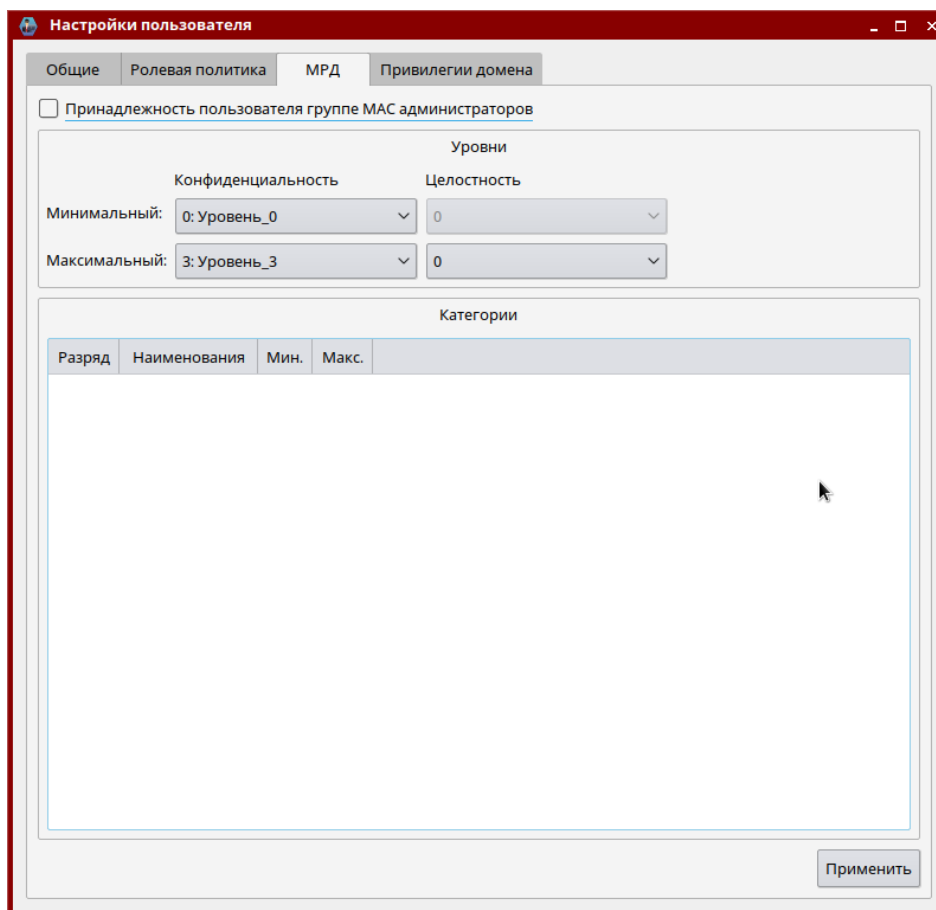 Настройки пользователя
Общие Ролевая политика МРД Привилегии домена
Принадлежность пользователя группе МАС администраторов
Уровни
Конфиденциальность Целостность
Минимальный: 0: Уровень_0 0
Максимальный: 3: Уровень_3 0
Категории
Разряд Наименования Мин. Макс.
Применить